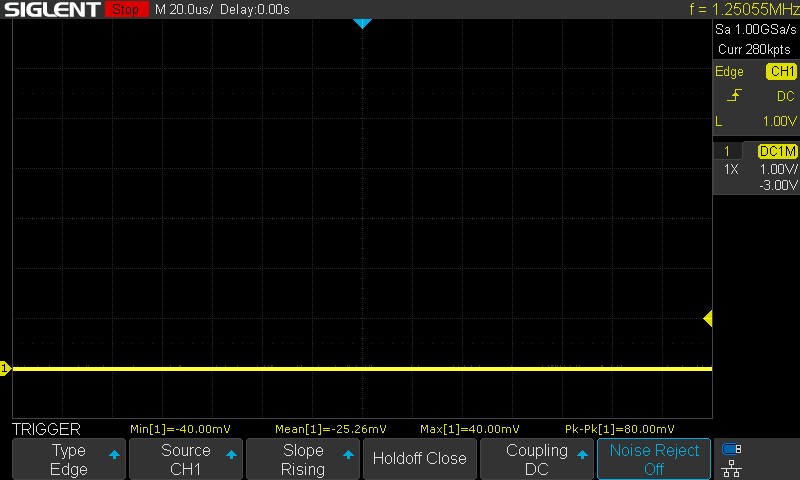 SIGLENT Stop M 20.0us/ Delay:0.00s f = 1.25055MHz
Sa 1.00GSa/s
Curr 280kpts
Edge CH1
DC
L 1.00V
1 DC1M
1X 1.00V/
-3.00V
1
TRIGGER Min[1]=-40.00mV Mean[1]=-25.26mV Max[1]=40.00mV Pk-Pk[1]=80.00mV
Type Source Slope Holdoff Close Coupling Noise Reject
Edge CH1 Rising DC Off